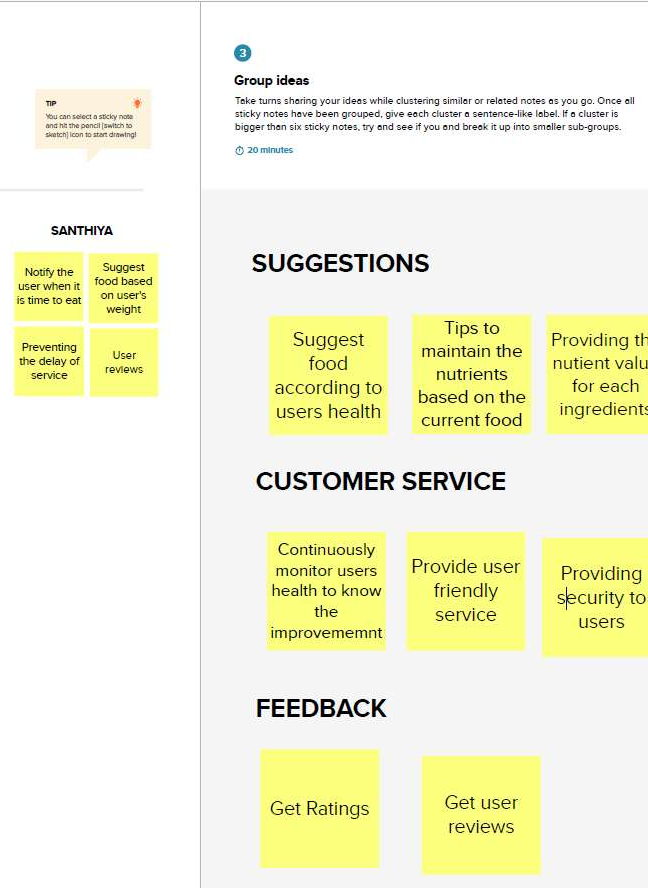 TIP
You can select a sticky note
and hit the pencil [switch to
sketch] icon to start drawing!
SANTHIYA
Notify the
user when it
is time to eat
Suggest
food based
on user's
weight
Preventing
the delay of
service
User
reviews
3
Group ideas
Take turns sharing your ideas while clustering similar or related notes as you go. Once all
sticky notes have been grouped, give each cluster a sentence-like label. If a cluster is
bigger than six sticky notes, try and see if you and break it up into smaller sub-groups.
20 minutes
SUGGESTIONS
Suggest
food
according to
users health
Tips to
maintain the
nutrients
based on the
current food
Providing th
nutient valu
for each
ingredients
CUSTOMER SERVICE
Continuously
monitor users
health to know
the
improvememnt
Provide user
friendly
service
Providing
security to
users
FEEDBACK
Get Ratings
Get user
reviews